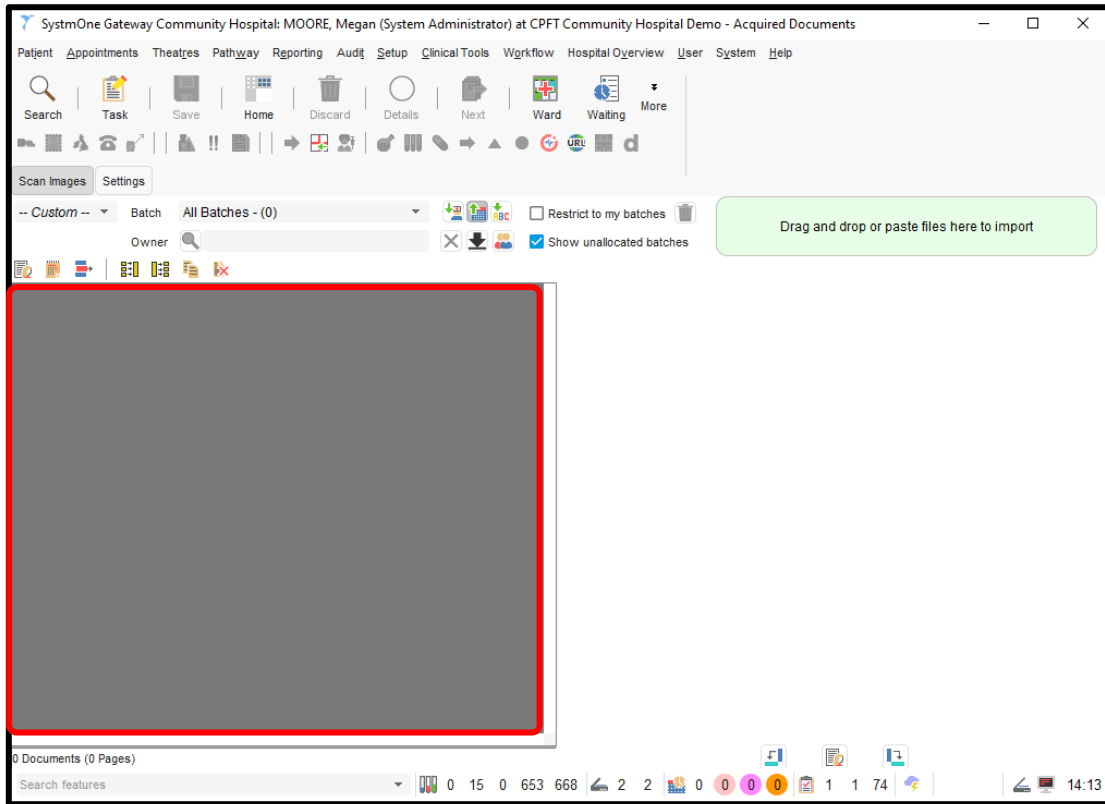 SystmOne Gateway Community Hospital: MOORE, Megan (System Administrator) at CPFT Community Hospital Demo - Acquired Documents
Patient Appointments Theatres Pathway Reporting Audit Setup Clinical Tools Workflow Hospital Overview User System Help
Search Task Save Home Discard Details Next Ward Waiting More
!! URL d
Scan Images Settings
-- Custom -- Batch All Batches - (0) ABC Restrict to my batches
Drag and drop or paste files here to import
Owner Show unallocated batches
0 Documents (0 Pages)
Search features 0 15 0 653 668 2 2 0 0 0 0 1 1 74 14:13